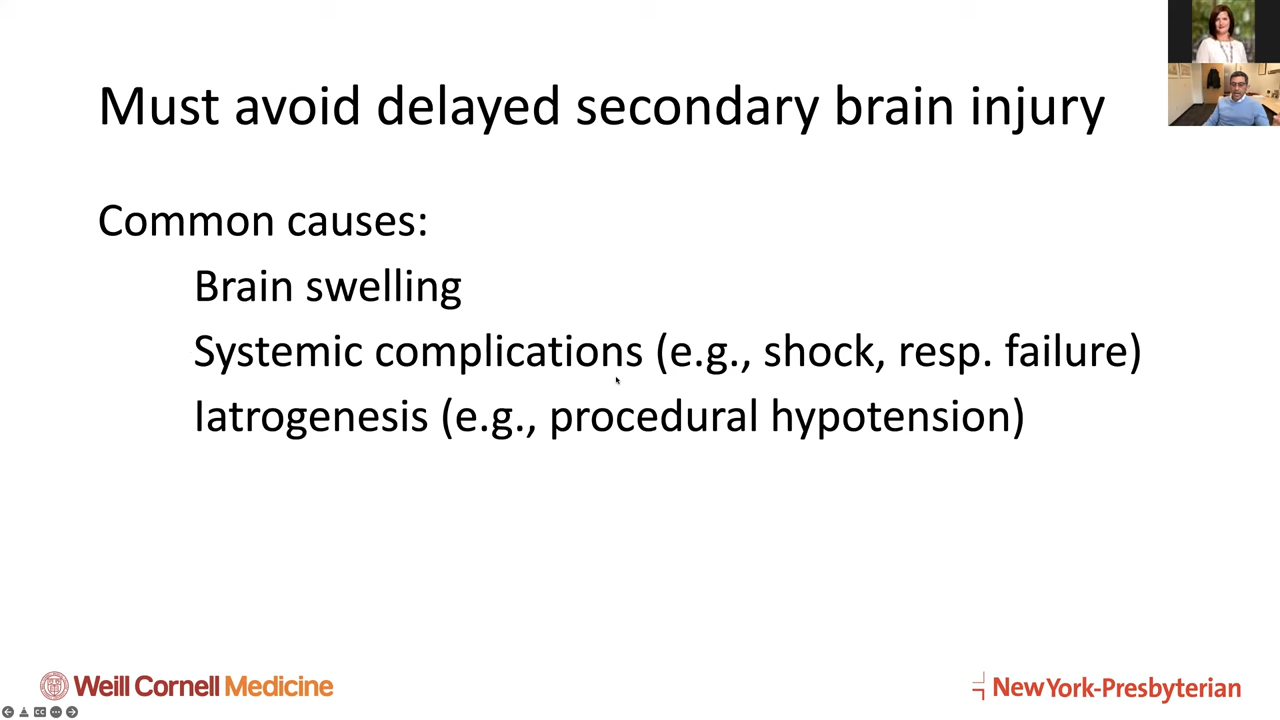 Must avoid delayed secondary brain injury
Common causes:
Brain swelling
Systemic complications (e.g., shock, resp. failure)
Iatrogenesis (e.g., procedural hypotension)
Weill Cornell Medicine
NewYork-Presbyterian